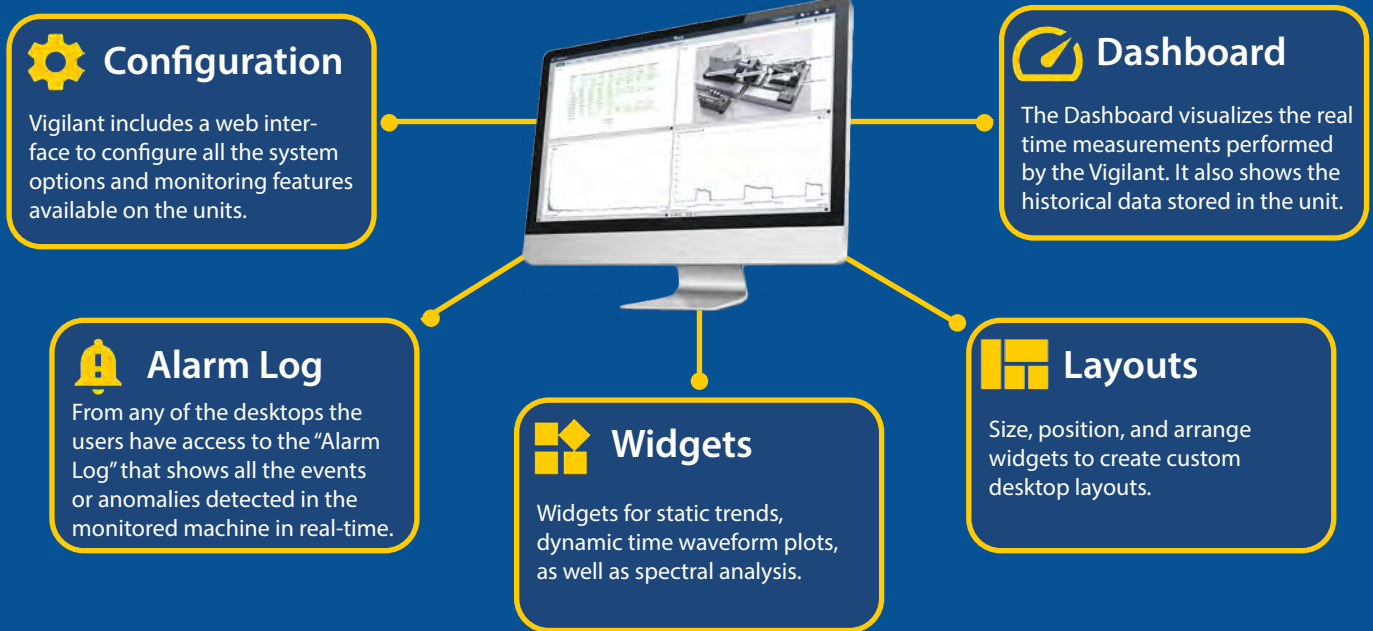 Configuration
Vigilant includes a web inter-
face to configure all the system
options and monitoring features
available on the units.
Dashboard
The Dashboard visualizes the real
time measurements performed
by the Vigilant. It also shows the
historical data stored in the unit.
Alarm Log
From any of the desktops the
users have access to the “Alarm
Log” that shows all the events
or anomalies detected in the
monitored machine in real-time.
Widgets
Widgets for static trends,
dynamic time waveform plots,
as well as spectral analysis.
Layouts
Size, position, and arrange
widgets to create custom
desktop layouts.